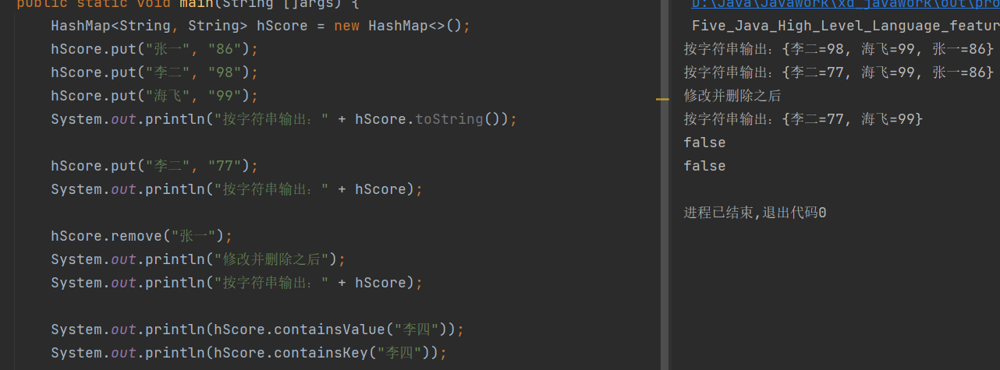 public static void main(String []args) {
HashMap<String, String> hScore = new HashMap<>();
hScore.put("张一", "86");
hScore.put("李二", "98");
hScore.put("海飞", "99");
System.out.println("按字符串输出：" + hScore.toString());
hScore.put("李二", "77");
System.out.println("按字符串输出：" + hScore);
hScore.remove("张一");
System.out.println("修改并删除之后");
System.out.println("按字符串输出：" + hScore);
System.out.println(hScore.containsValue("李四"));
System.out.println(hScore.containsKey("李四"));
D:\Java\JavaWork\xd_javawork\out\pro
Five_Java_High_Level_Language_featur
按字符串输出：{李二=98, 海飞=99, 张一=86}
按字符串输出：{李二=77, 海飞=99, 张一=86}
修改并删除之后
按字符串输出：{李二=77, 海飞=99}
false
false
进程已结束,退出代码0